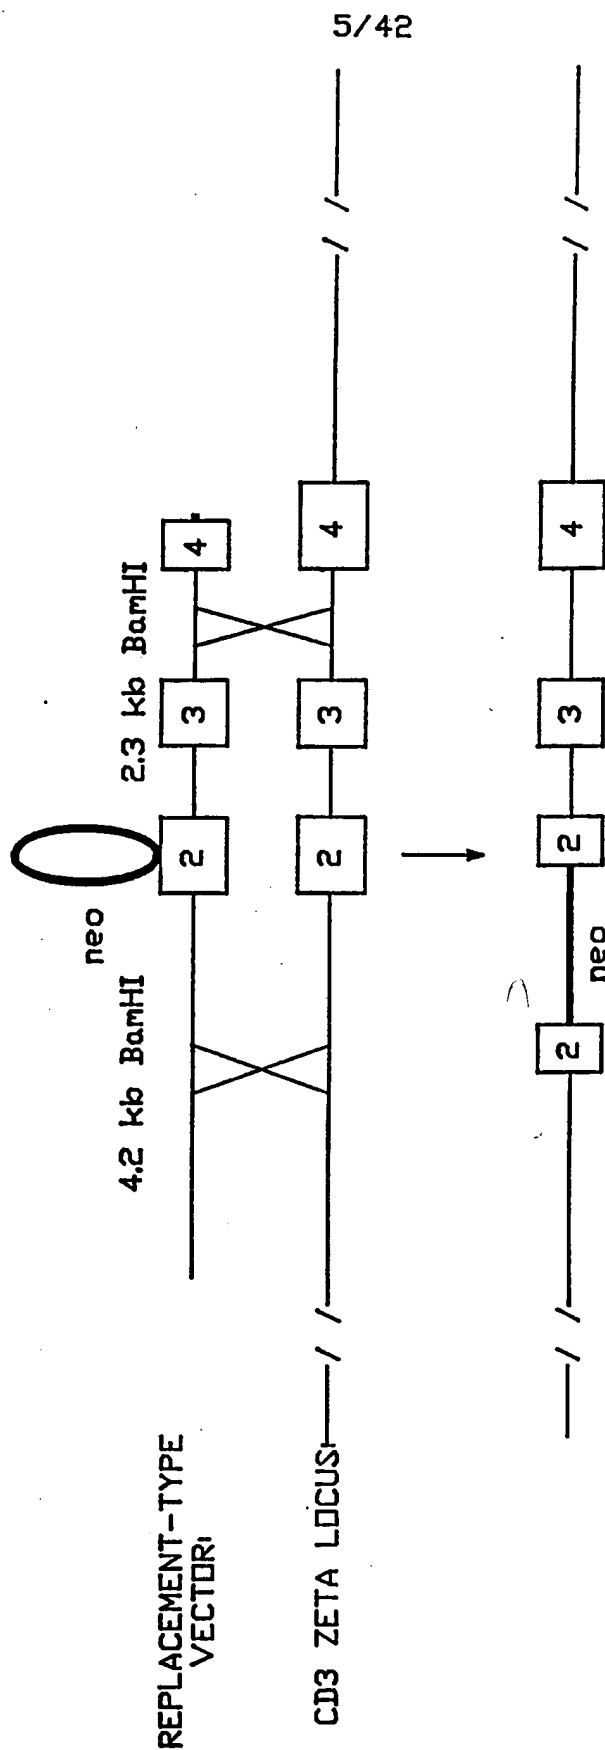 5/42
neo
4.2 kb BamHI
2.3 kb BamHI
REPLACEMENT-TYPE
VECTOR:
2
3
4
CD3 ZETA LOCUS:
2
3
4
2
neo
2
3
4